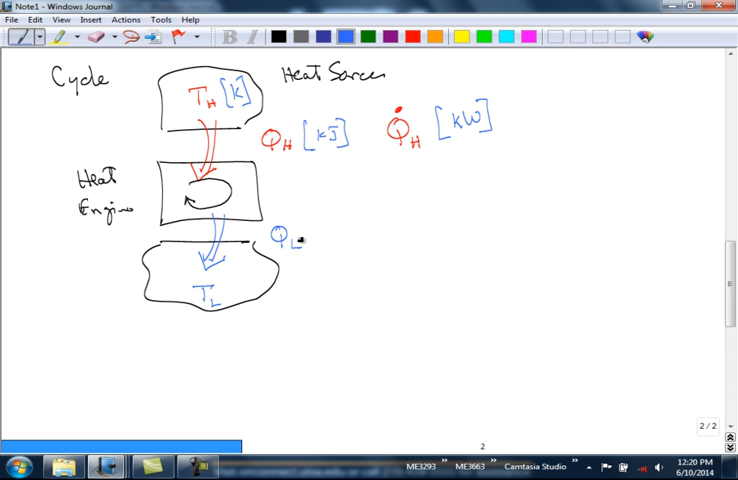 Note1 - Windows Journal
File Edit View Insert Actions Tools Help
B I
Cycle
Heat Sorces
T_H [K]
Q_H [kJ]
Q̇_H [kW]
Heat
Engine
Q_L
T_L
2 / 2
2
ME3293 ME3663 Camtasia Studio
12:20 PM
6/10/2014